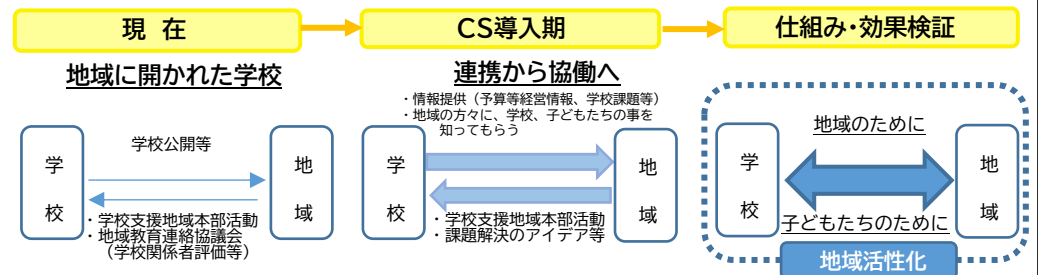 現 在
CS導入期
仕組み・効果検証
地域に開かれた学校
連携から協働へ
・情報提供（予算等経営情報、学校課題等）
・地域の方々に、学校、子どもたちの事を
知ってもらう
学校
学校公開等
地域
・学校支援地域本部活動
・地域教育連絡協議会
（学校関係者評価等）
学校
地域
・学校支援地域本部活動
・課題解決のアイデア等
学校
地域のために
地域
子どもたちのために
地域活性化